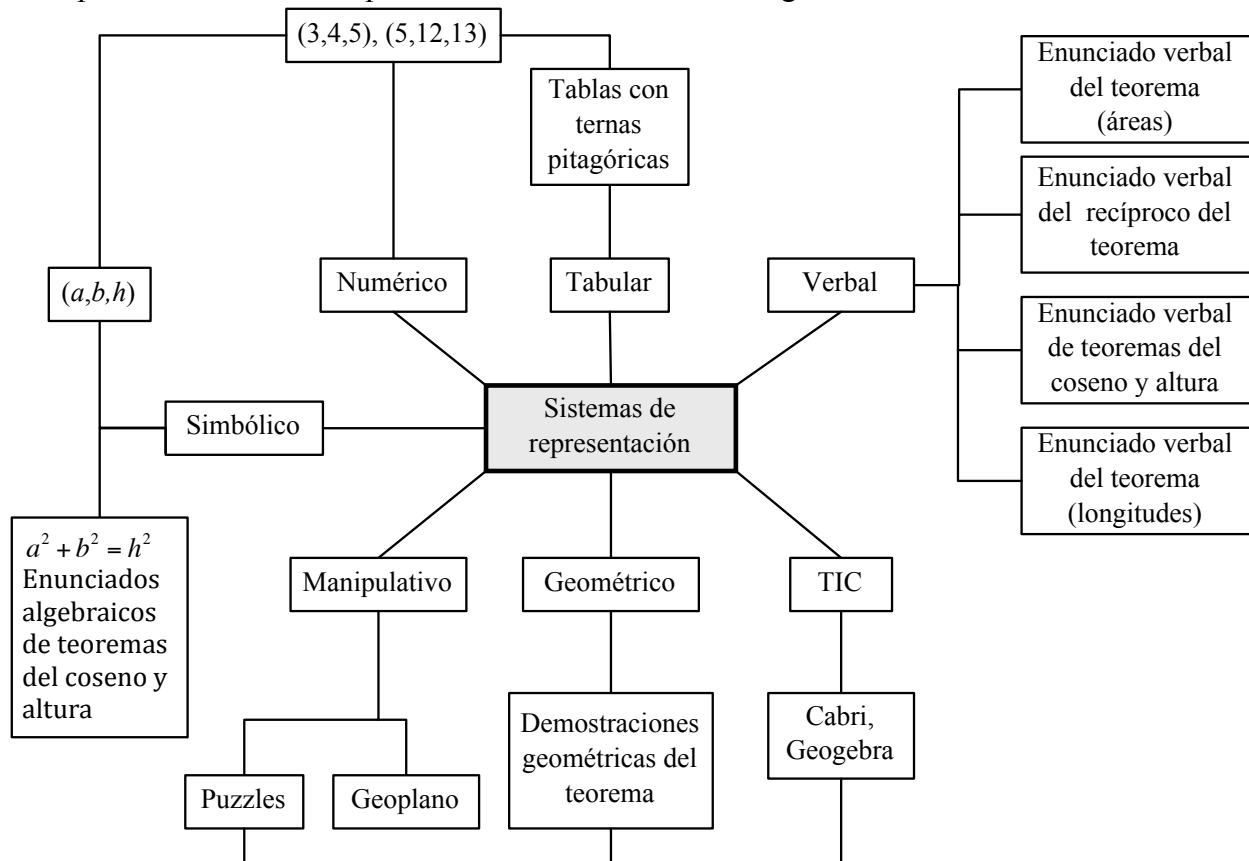 (3,4,5), (5,12,13)
Tablas con
ternas
pitagóricas
Enunciado verbal
del teorema
(áreas)
Enunciado verbal
del recíproco del
teorema
(a,b,h)
Numérico
Tabular
Verbal
Enunciado verbal
de teoremas del
coseno y altura
Simbólico
Sistemas de
representación
Enunciado verbal
del teorema
(longitudes)
a² + b² = h²
Enunciados
algebraicos
de teoremas
del coseno y
altura
Manipulativo
Geométrico
TIC
Puzzles
Geoplano
Demostraciones
geométricas del
teorema
Cabri,
Geogebra